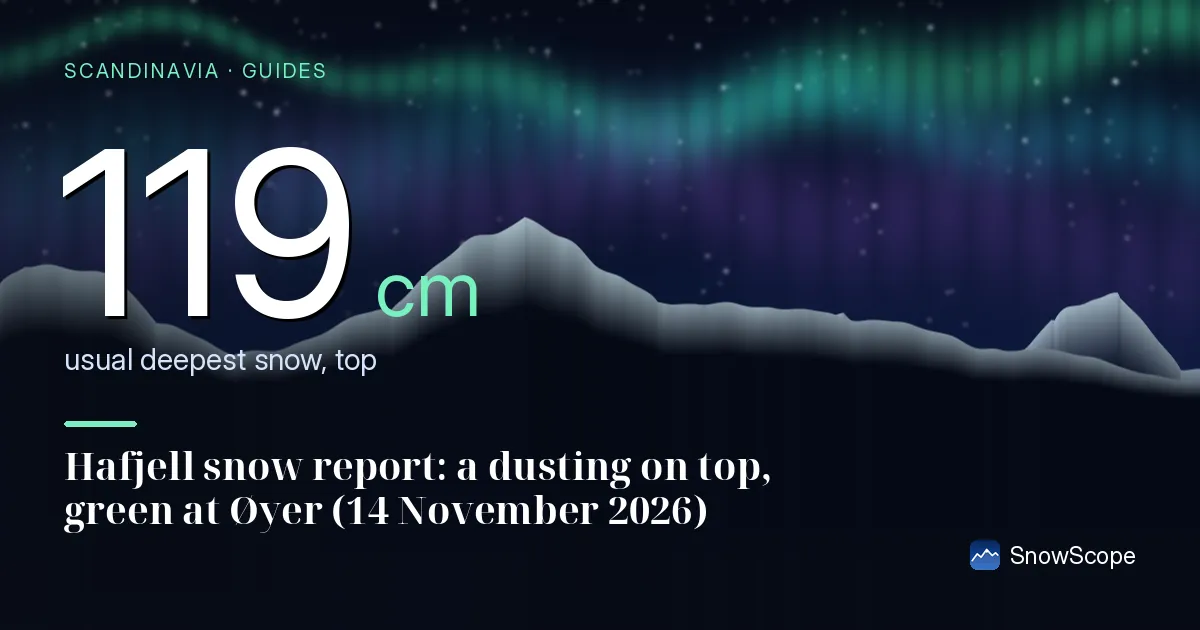 SCANDINAVIA · GUIDES
119 cm
usual deepest snow, top
Hafjell snow report: a dusting on top,
green at Øyer (14 November 2026)
SnowScope